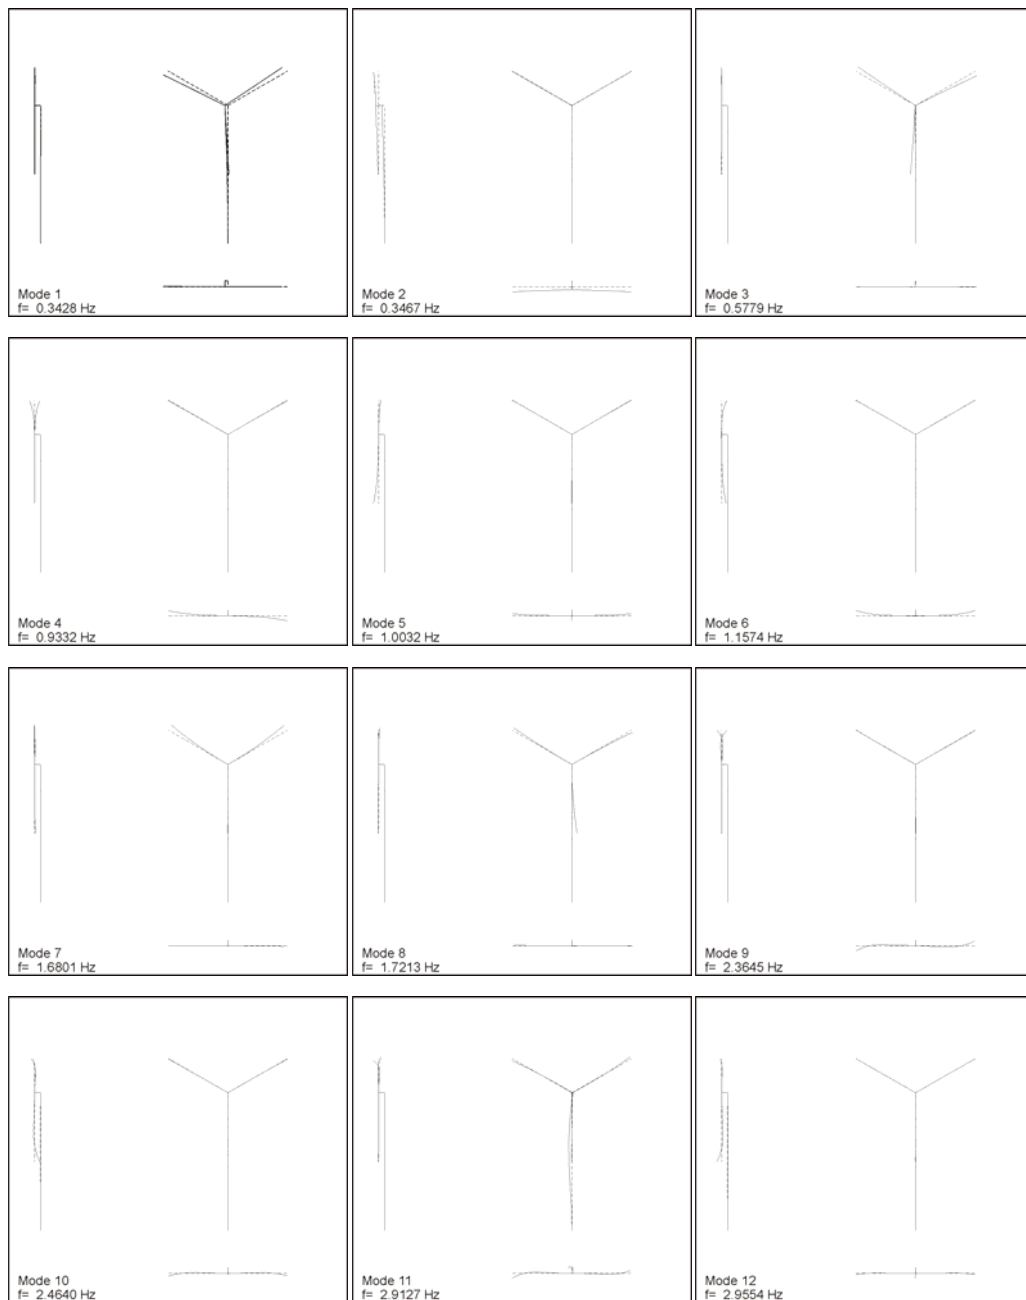 Mode 1
f= 0.3428 Hz
Mode 2
f= 0.3467 Hz
Mode 3
f= 0.5779 Hz
Mode 4
f= 0.9332 Hz
Mode 5
f= 1.0032 Hz
Mode 6
f= 1.1574 Hz
Mode 7
f= 1.6801 Hz
Mode 8
f= 1.7213 Hz
Mode 9
f= 2.3645 Hz
Mode 10
f= 2.4640 Hz
Mode 11
f= 2.9127 Hz
Mode 12
f= 2.9554 Hz